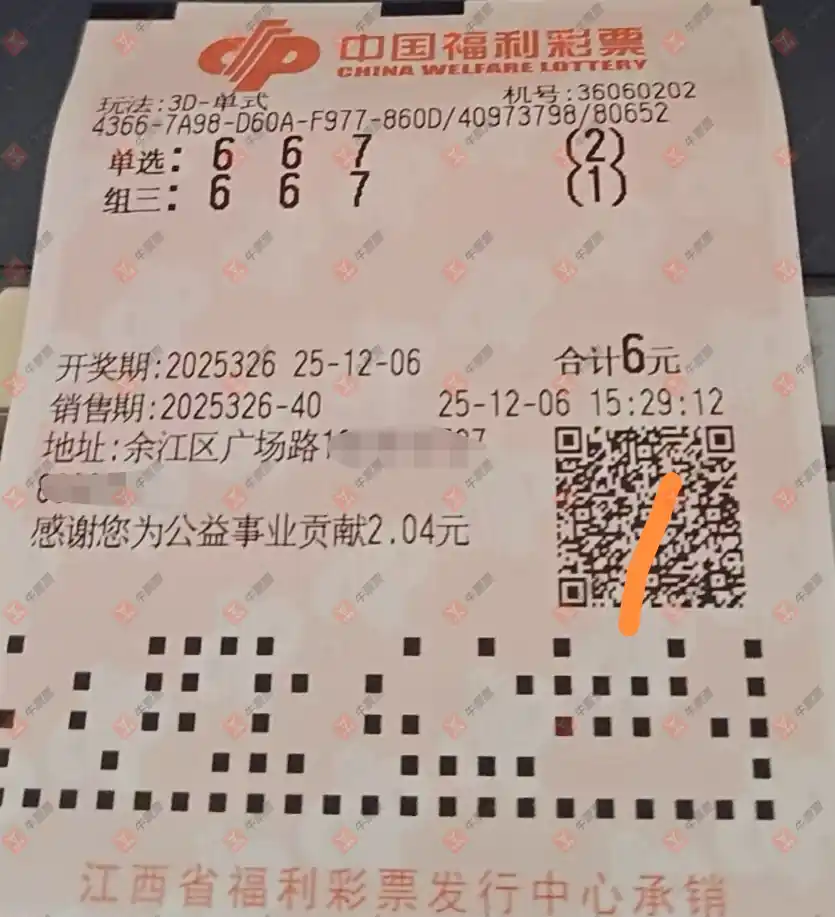 中国福利彩票
CHINA WELFARE LOTTERY
玩法:3D-单式 机号:36060202
4366-7A98-D60A-F977-860D/40973798/80652
单选: 6 6 7 (2)
组三: 6 6 7 (1)
开奖期:2025326 25-12-06 合计6元
销售期:2025326-40 25-12-06 15:29:12
地址:余江区广场路
感谢您为公益事业贡献2.04元
江西省福利彩票发行中心承销